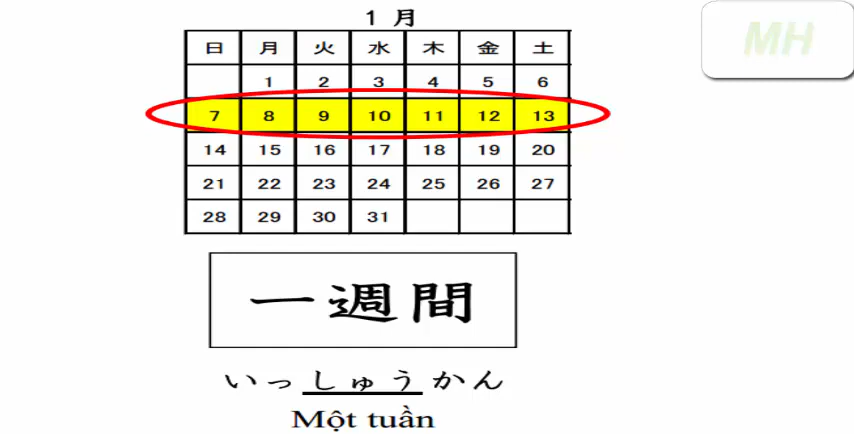 1 月
日 月 火 水 木 金 土
1 2 3 4 5 6
7 8 9 10 11 12 13
14 15 16 17 18 19 20
21 22 23 24 25 26 27
28 29 30 31
MH
一週間
いっしゅうかん
Một tuần